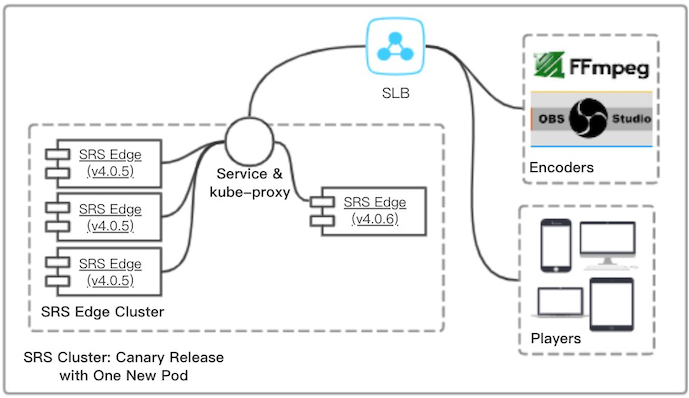 FFmpeg
SLB
OBS Studio
Encoders
SRS Edge
(v4.0.5)
Service &
kube-proxy
SRS Edge
(v4.0.5)
SRS Edge
(v4.0.6)
SRS Edge
(v4.0.5)
SRS Edge Cluster
Players
SRS Cluster: Canary Release
with One New Pod